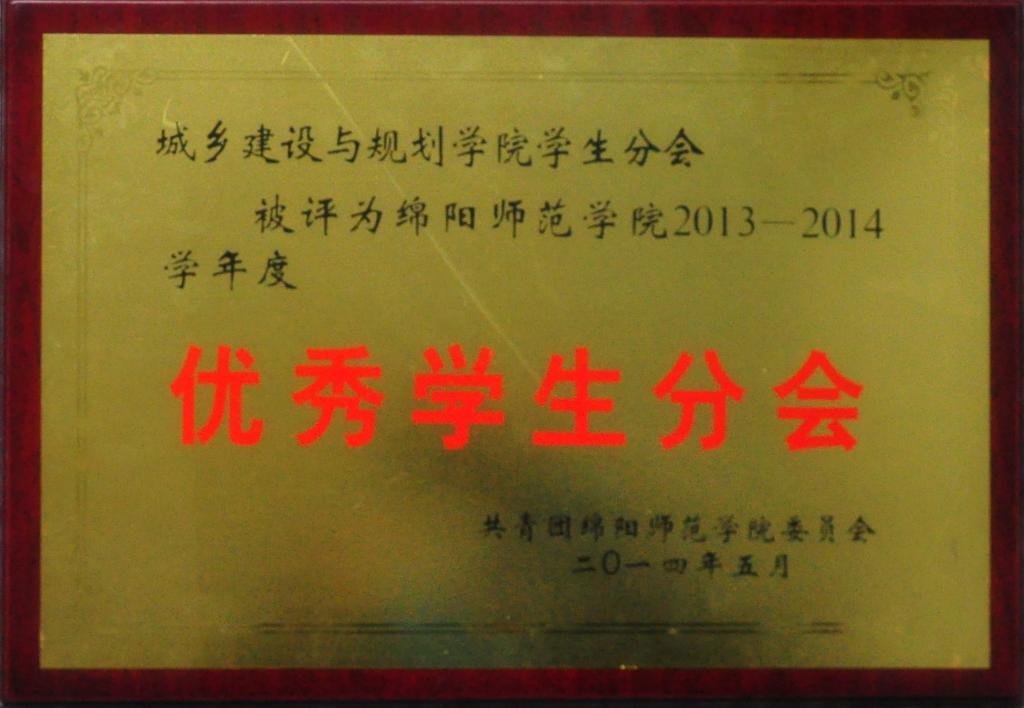 城乡建设与规划学院学生分会
被评为绵阳师范学院2013—2014
学年度
优秀学生分会
共青团绵阳师范学院委员会
二〇一四年五月